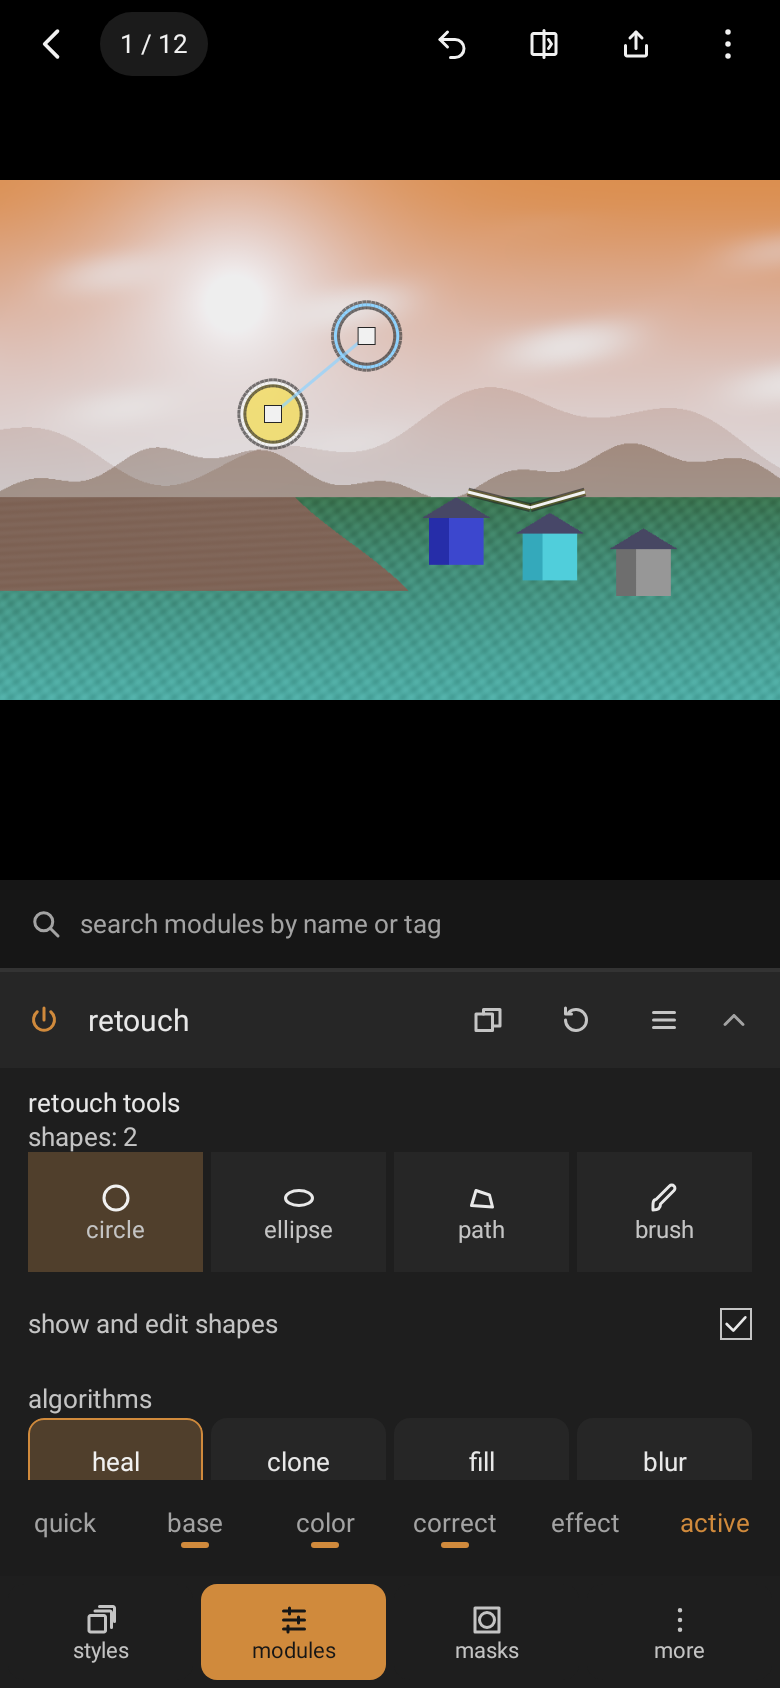 1 / 12
search modules by name or tag
retouch
retouch tools
shapes: 2
circle ellipse path brush
show and edit shapes
algorithms
heal clone fill blur
quick base color correct effect active
styles modules masks more